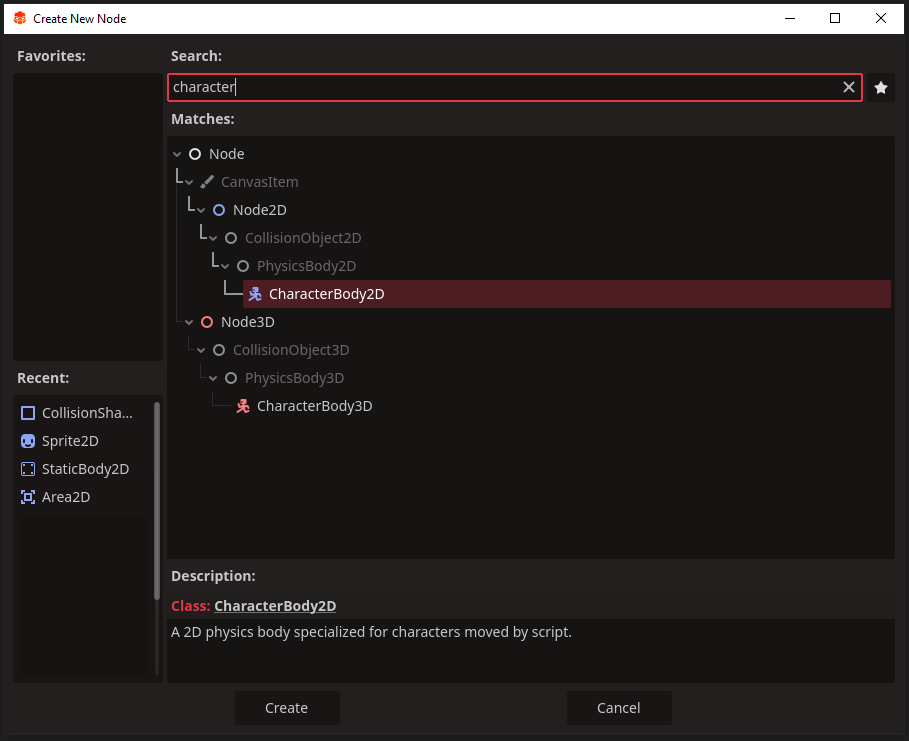 Create New Node
Favorites:
Search:
character
Matches:
Node
CanvasItem
Node2D
CollisionObject2D
PhysicsBody2D
CharacterBody2D
Node3D
CollisionObject3D
PhysicsBody3D
CharacterBody3D
Recent:
CollisionSha...
Sprite2D
StaticBody2D
Area2D
Description:
Class: CharacterBody2D
A 2D physics body specialized for characters moved by script.
Create
Cancel